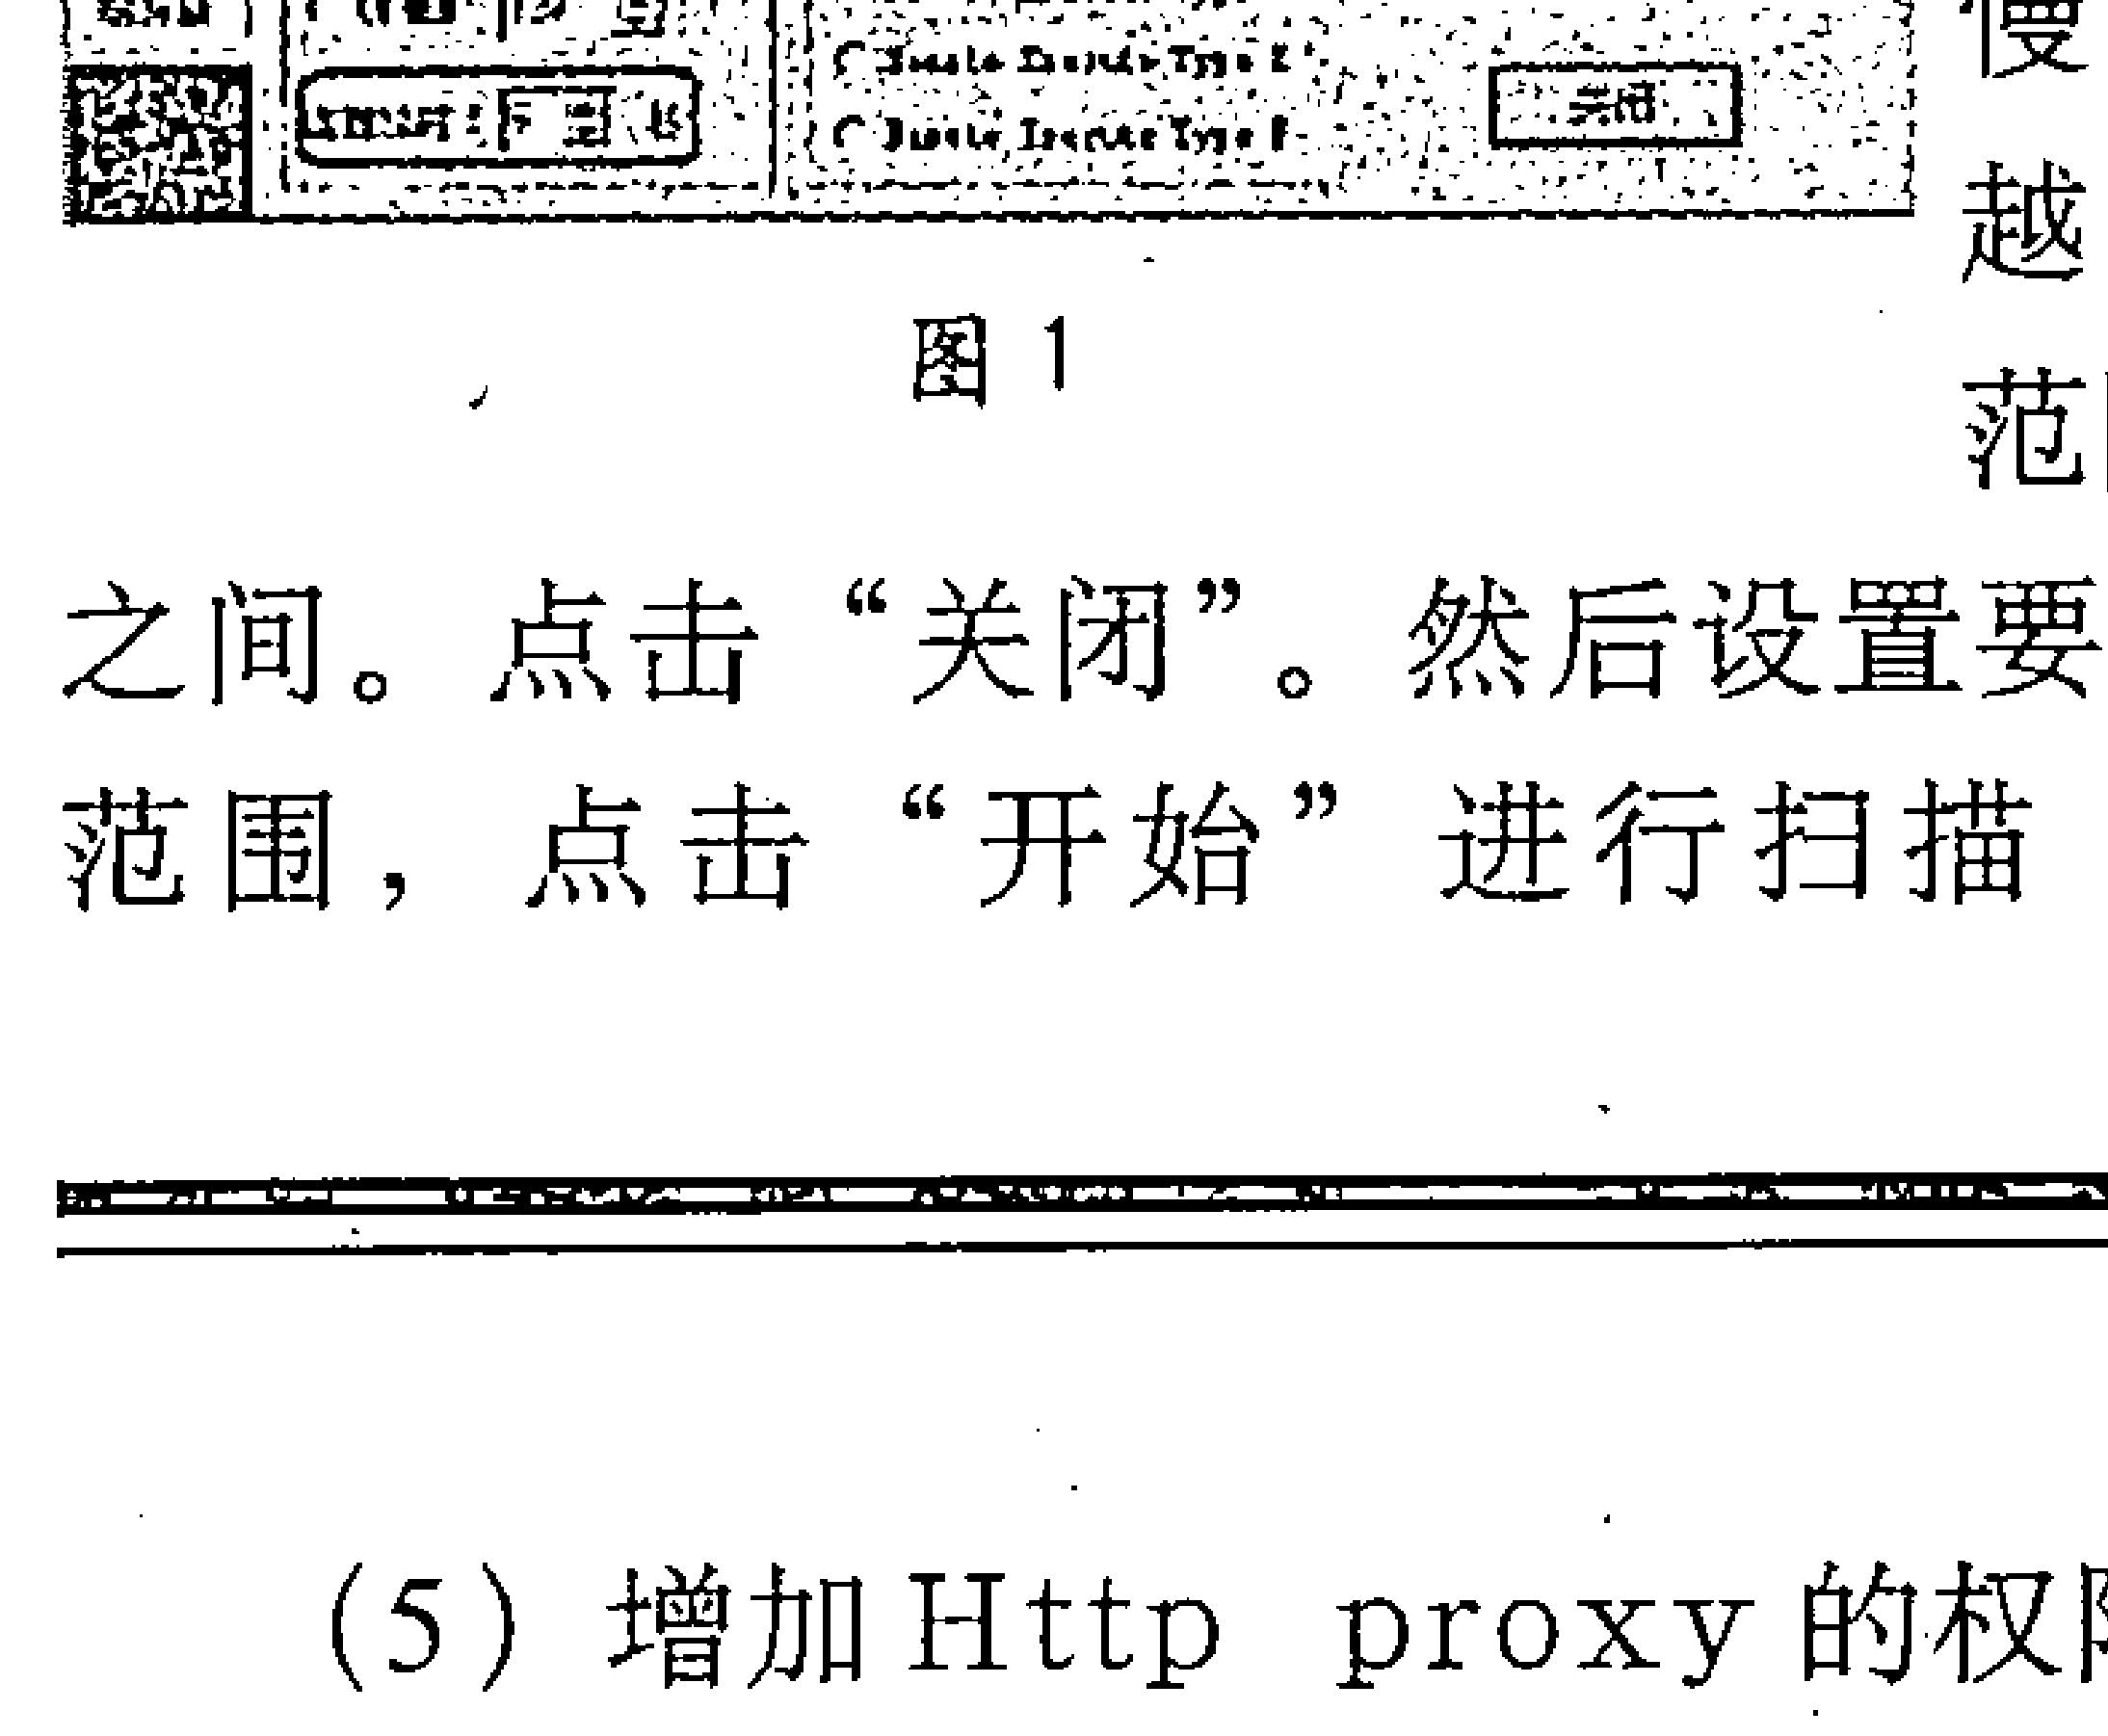 慢
越
图 1
范
之间。点击“关闭”。然后设置要
范围，点击“开始”进行扫描
(5) 增加Http proxy的权